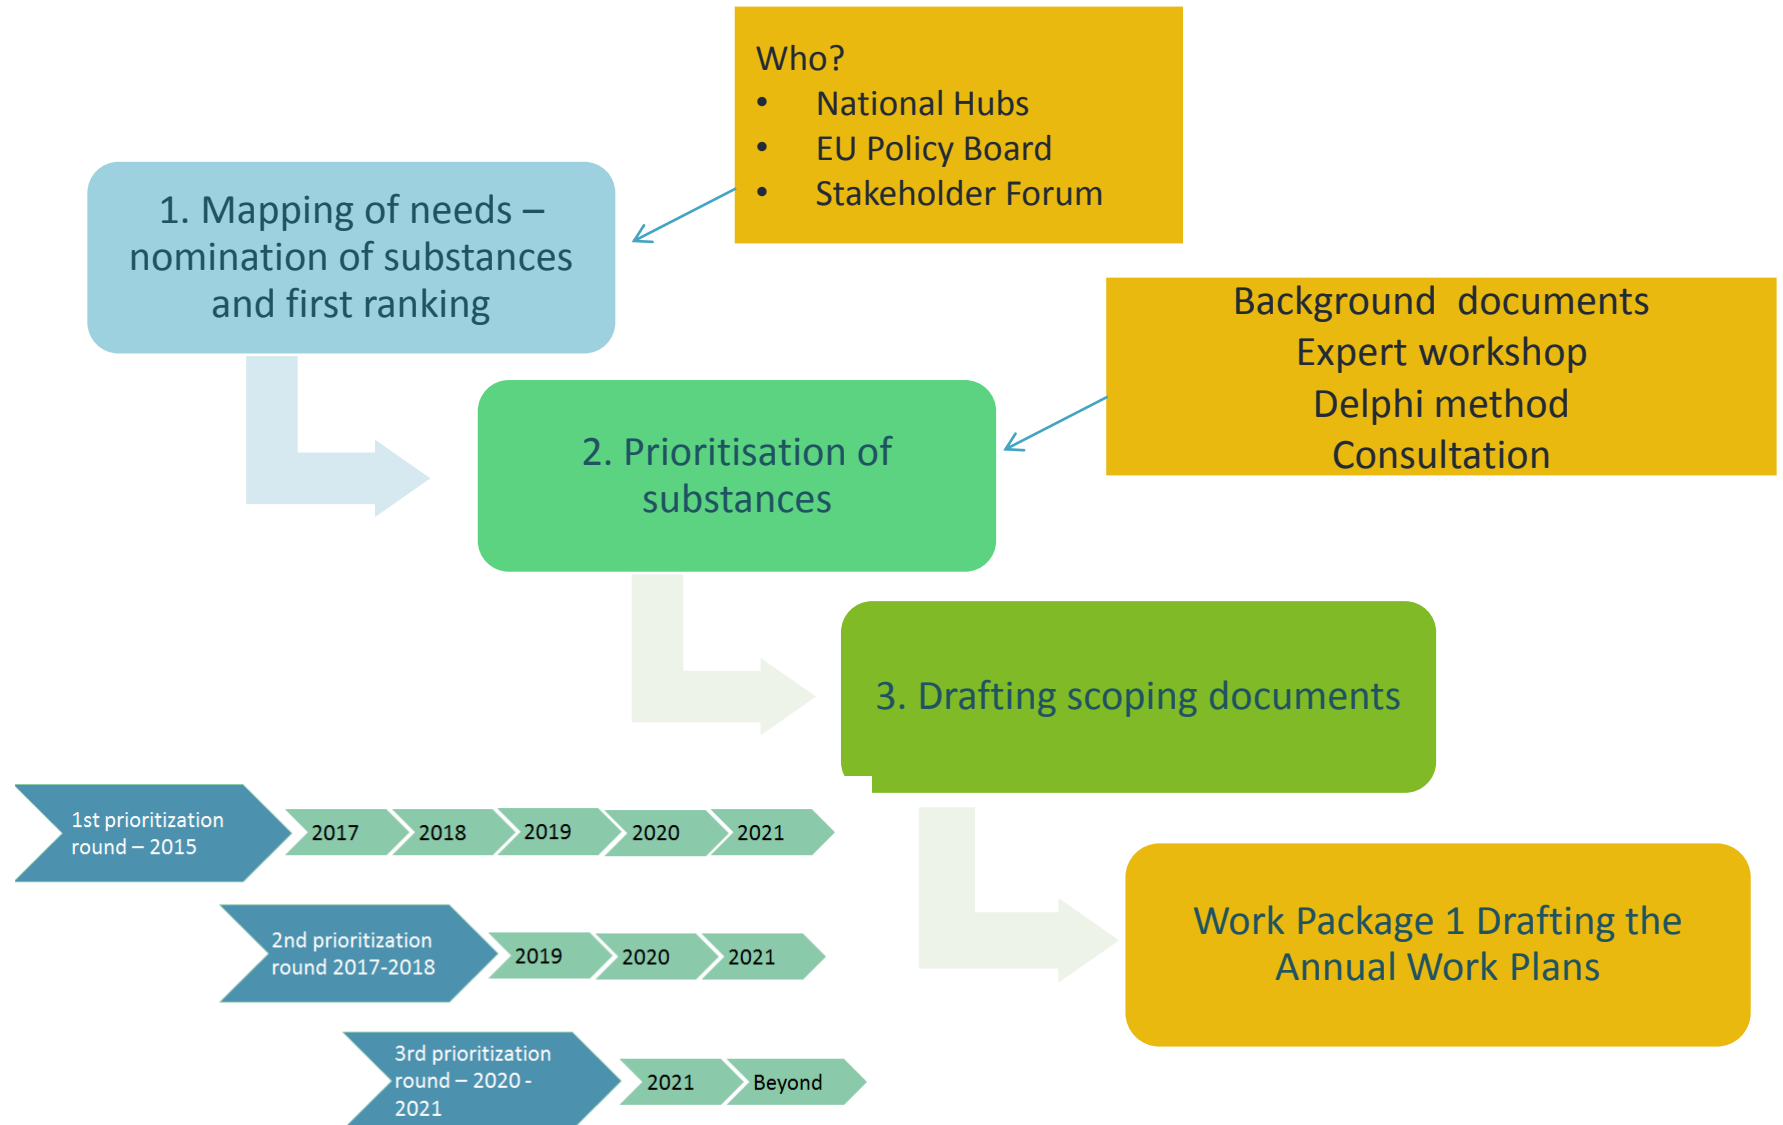 Who?
• National Hubs
• EU Policy Board
• Stakeholder Forum
1. Mapping of needs –
nomination of substances
and first ranking
Background documents
Expert workshop
Delphi method
Consultation
2. Prioritisation of
substances
3. Drafting scoping documents
Work Package 1 Drafting the
Annual Work Plans
1st prioritization
round – 2015
2017
2018
2019
2020
2021
2nd prioritization
round 2017-2018
2019
2020
2021
3rd prioritization
round – 2020 -
2021
2021
Beyond